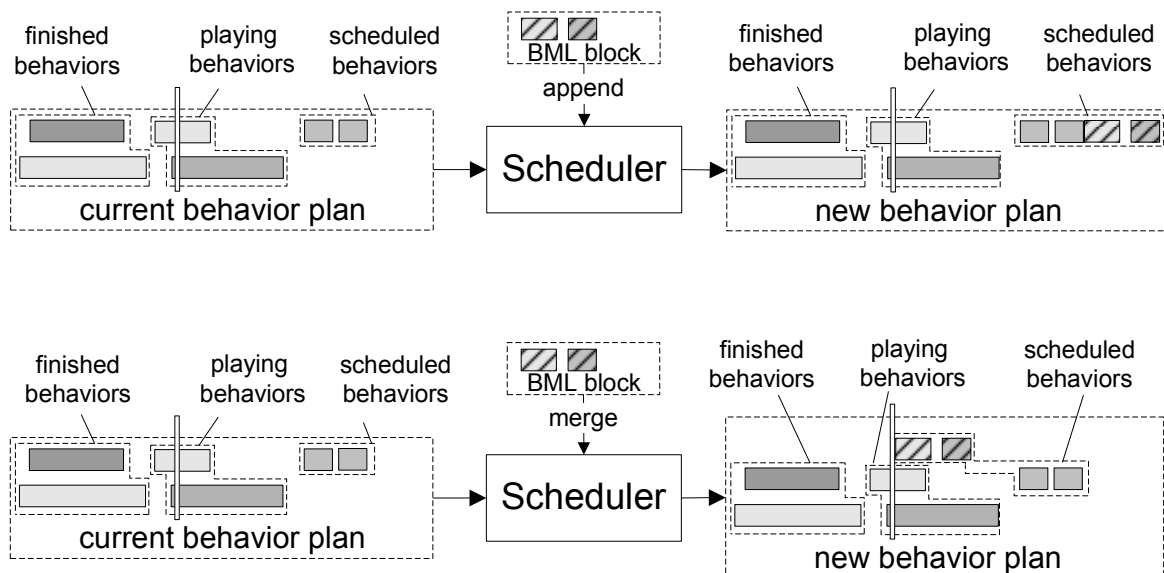 finished
behaviors
playing
behaviors
scheduled
behaviors
BML block
append
Scheduler
current behavior plan
finished
behaviors
playing
behaviors
scheduled
behaviors
new behavior plan
finished
behaviors
playing
behaviors
scheduled
behaviors
BML block
merge
Scheduler
current behavior plan
finished
behaviors
playing
behaviors
scheduled
behaviors
new behavior plan